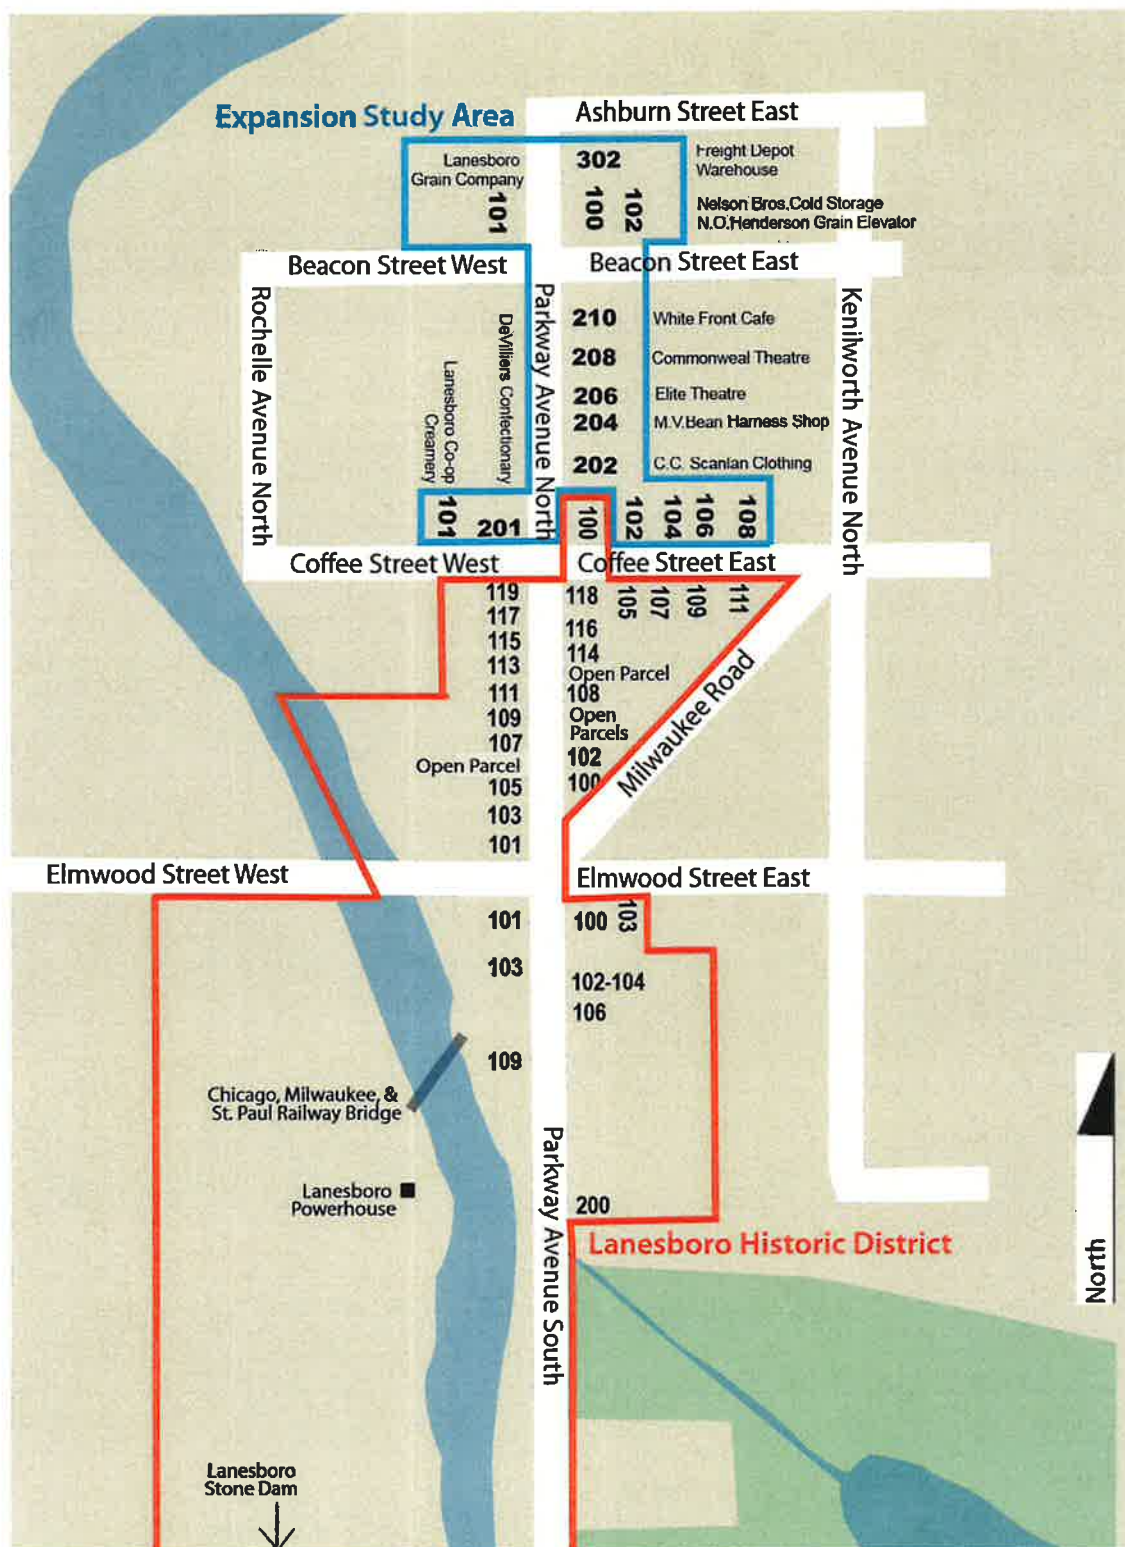 Ashburn Street East
Expansion Study Area
Lanesboro
Grain Company
101
302
100
102
Freight Depot
Warehouse
Nelson Bros.Cold Storage
N.O.Henderson Grain Elevator
Beacon Street West
Beacon Street East
Rochelle Avenue North
Parkway Avenue North
Kenilworth Avenue North
DeVilliers Confectionary
Lanesboro Co-op
Creamery
210
White Front Cafe
208
Commonweal Theatre
206
Elite Theatre
204
M.V.Bean Harness Shop
202
C.C. Scanlan Clothing
101
201
100
102
104
106
108
Coffee Street West
Coffee Street East
119
117
115
113
111
109
107
Open Parcel
105
103
101
118
105
107
109
111
116
114
Open Parcel
108
Open
Parcels
102
100
Milwaukee Road
Elmwood Street West
Elmwood Street East
101
103
109
100
103
102-104
106
200
Chicago, Milwaukee, &
St. Paul Railway Bridge
Lanesboro
Powerhouse
Parkway Avenue South
Lanesboro Historic District
North
Lanesboro
Stone Dam